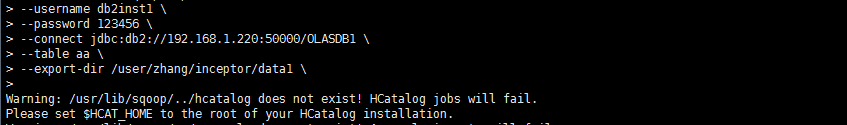 > --username db2inst1 \
> --password 123456 \
> --connect jdbc:db2://192.168.1.220:50000/OLASDB1 \
> --table aa \
> --export-dir /user/zhang/inceptor/data1 \
>
Warning: /usr/lib/sqoop/../hcatalog does not exist! HCatalog jobs will fail.
Please set $HCAT_HOME to the root of your HCatalog installation.